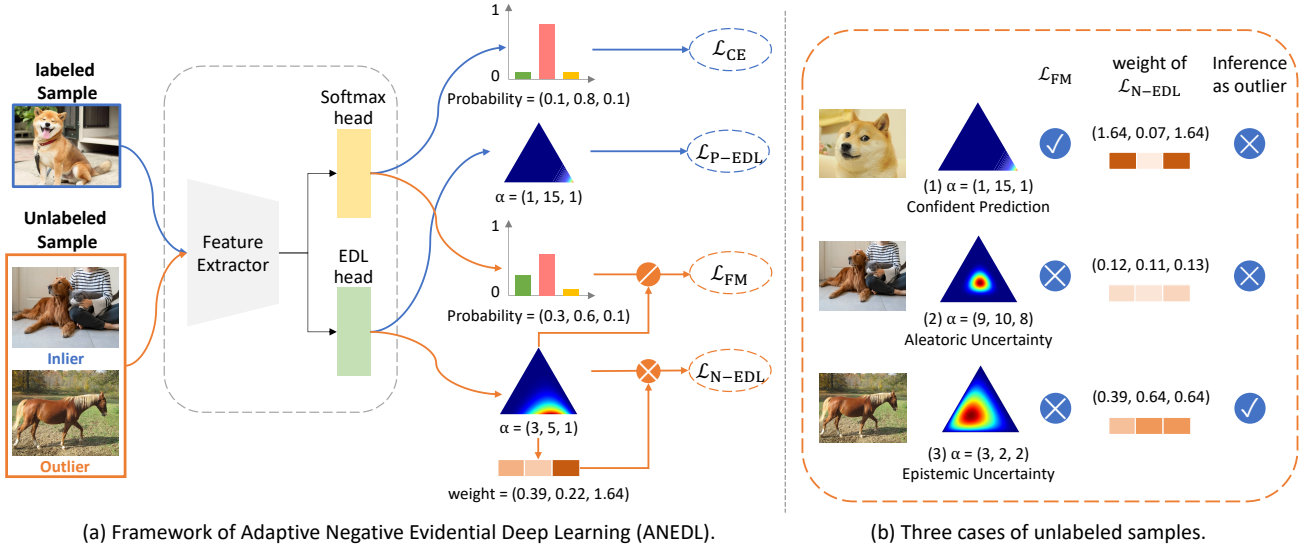 labeled
Sample
Unlabeled
Sample
Inlier
Outlier
Feature
Extractor
Softmax
head
EDL
head
1
0
Probability = (0.1, 0.8, 0.1)
α = (1, 15, 1)
1
0
Probability = (0.3, 0.6, 0.1)
α = (3, 5, 1)
weight = (0.39, 0.22, 1.64)
ℒCE
ℒP−EDL
ℒFM
ℒN−EDL
(a) Framework of Adaptive Negative Evidential Deep Learning (ANEDL).
ℒFM
weight of
ℒN−EDL
Inference
as outlier
(1.64, 0.07, 1.64)
(1) α = (1, 15, 1)
Confident Prediction
(0.12, 0.11, 0.13)
(2) α = (9, 10, 8)
Aleatoric Uncertainty
(0.39, 0.64, 0.64)
(3) α = (3, 2, 2)
Epistemic Uncertainty
(b) Three cases of unlabeled samples.